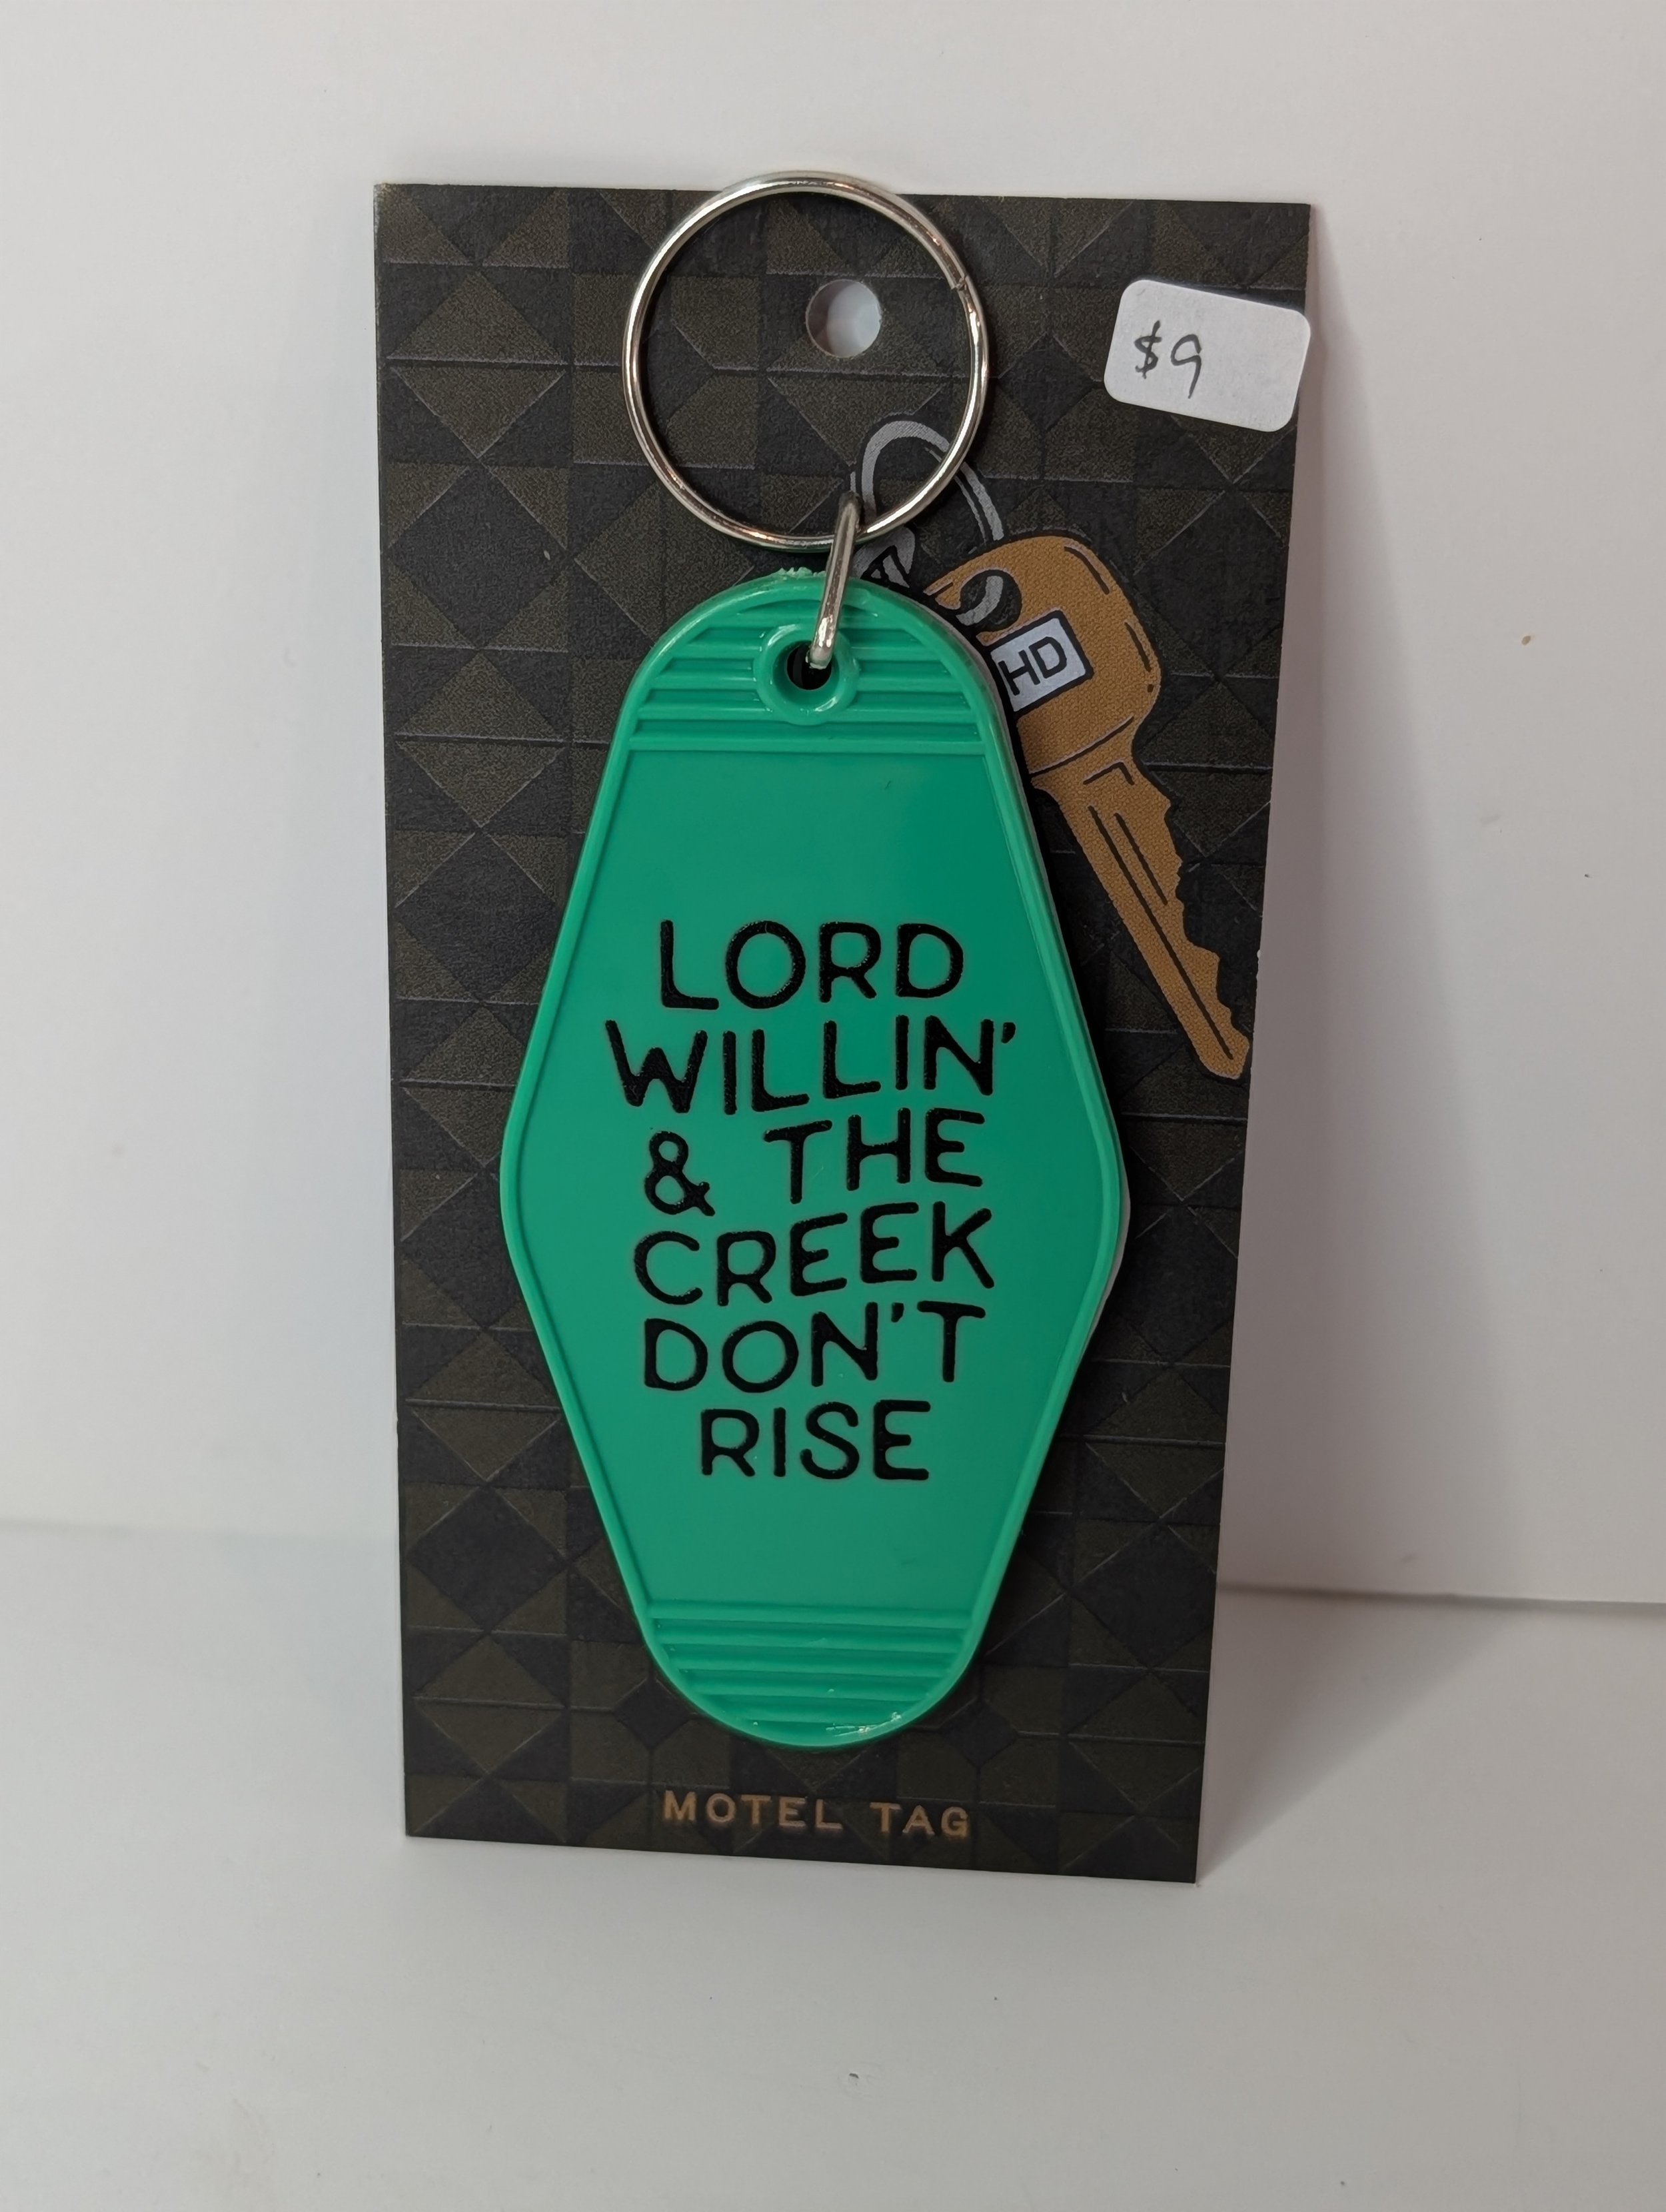 $9
HD
LORD
WILLIN'
& THE
CREEK
DON'T
RISE
MOTEL TAG